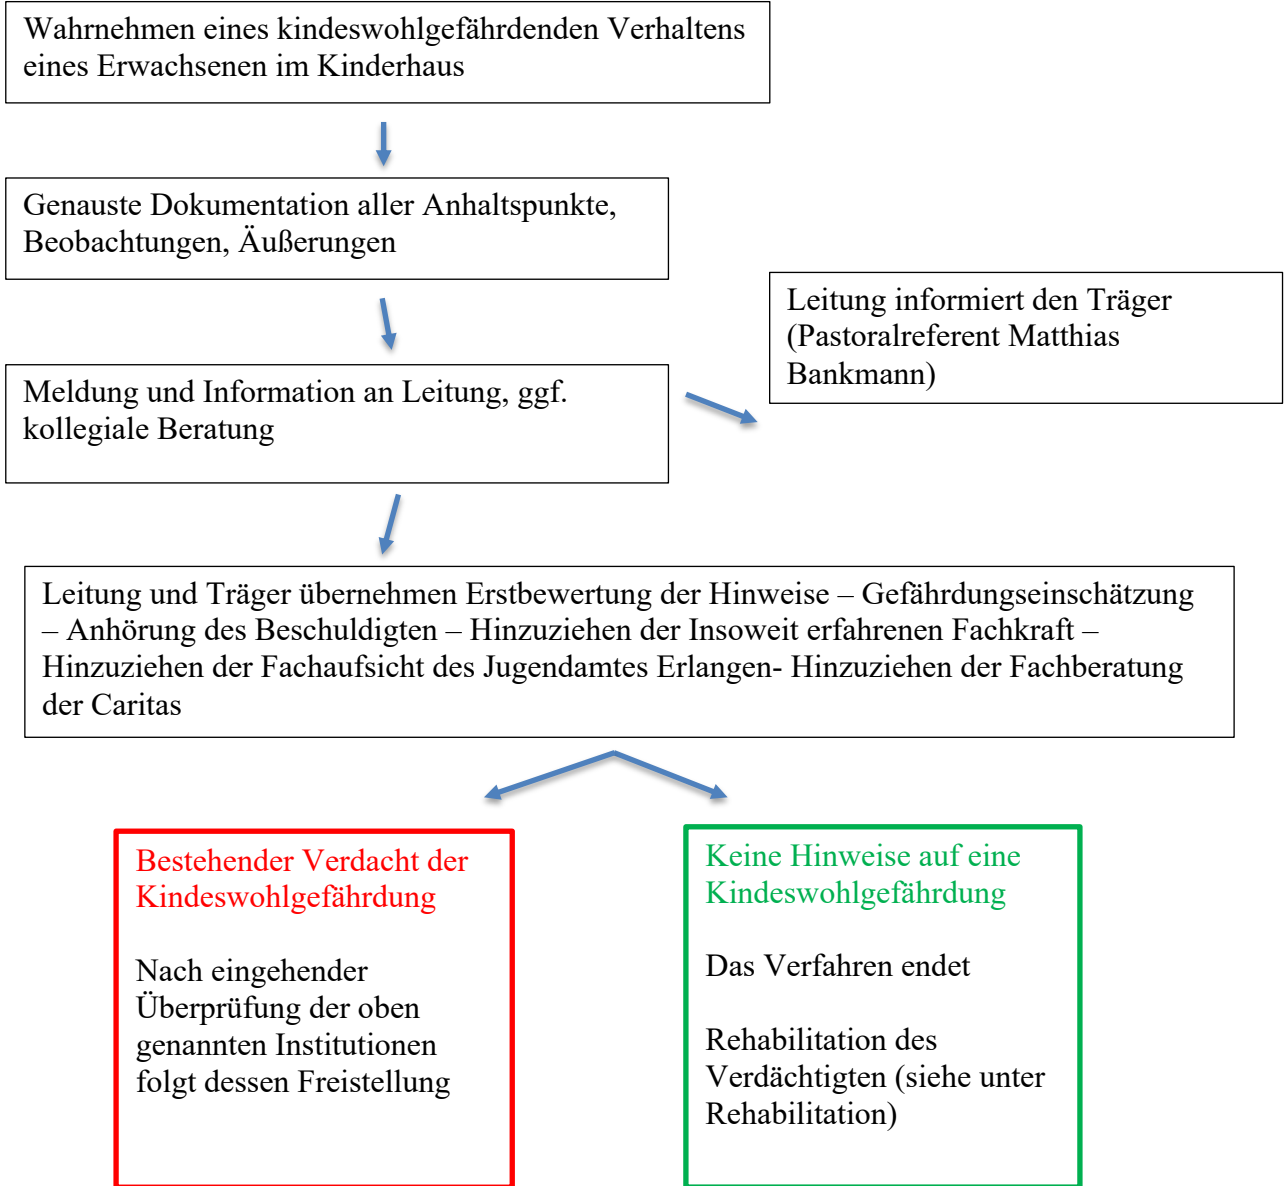 Wahrnehmen eines kindeswohlgefährdenden Verhaltens
eines Erwachsenen im Kinderhaus
Genauste Dokumentation aller Anhaltspunkte,
Beobachtungen, Äußerungen
Leitung informiert den Träger
(Pastoralreferent Matthias
Bankmann)
Meldung und Information an Leitung, ggf.
kollegiale Beratung
Leitung und Träger übernehmen Erstbewertung der Hinweise – Gefährdungseinschätzung
– Anhörung des Beschuldigten – Hinzuziehen der Insoweit erfahrenen Fachkraft –
Hinzuziehen der Fachaufsicht des Jugendamtes Erlangen- Hinzuziehen der Fachberatung
der Caritas
Bestehender Verdacht der
Kindeswohlgefährdung
Nach eingehender
Überprüfung der oben
genannten Institutionen
folgt dessen Freistellung
Keine Hinweise auf eine
Kindeswohlgefährdung
Das Verfahren endet
Rehabilitation des
Verdächtigten (siehe unter
Rehabilitation)